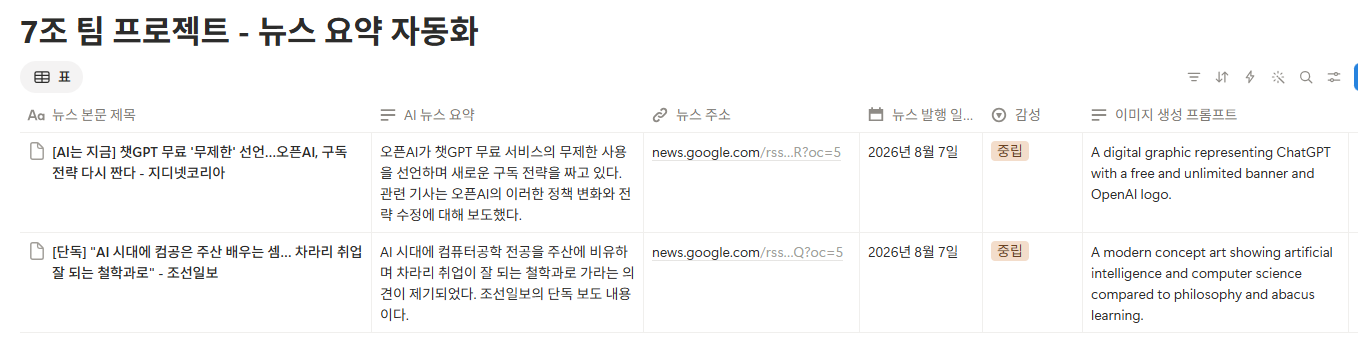 7조 팀 프로젝트 - 뉴스 요약 자동화
표
Aa 뉴스 본문 제목
AI 뉴스 요약
뉴스 주소
뉴스 발행 일...
감성
이미지 생성 프롬프트
[AI는 지금] 챗GPT 무료 '무제한' 선언...오픈AI, 구독
전략 다시 짠다 - 지디넷코리아
오픈AI가 챗GPT 무료 서비스의 무제한 사용
을 선언하며 새로운 구독 전략을 짜고 있다.
관련 기사는 오픈AI의 이러한 정책 변화와 전
략 수정에 대해 보도했다.
news.google.com/rss...R?oc=5
2026년 8월 7일
중립
A digital graphic representing ChatGPT
with a free and unlimited banner and
OpenAI logo.
[단독] "AI 시대에 컴공은 주산 배우는 셈... 차라리 취업
잘 되는 철학과로" - 조선일보
AI 시대에 컴퓨터공학 전공을 주산에 비유하
며 차라리 취업이 잘 되는 철학과로 가라는 의
견이 제기되었다. 조선일보의 단독 보도 내용
이다.
news.google.com/rss...Q?oc=5
2026년 8월 7일
중립
A modern concept art showing artificial
intelligence and computer science
compared to philosophy and abacus
learning.